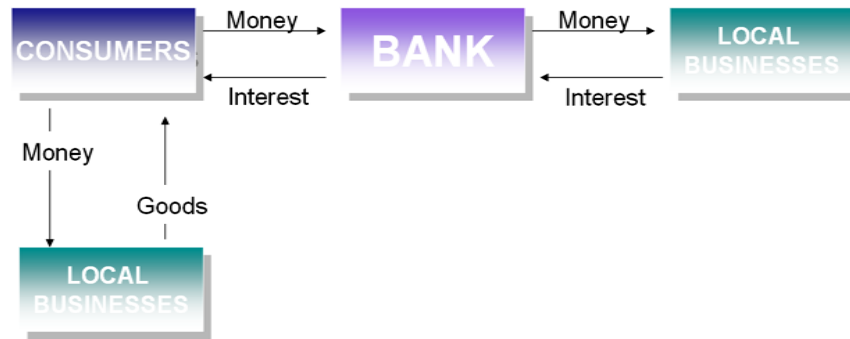 Money
Money
CONSUMERS
BANK
LOCAL
BUSINESSES
Interest
Interest
Money
Goods
LOCAL
BUSINESSES